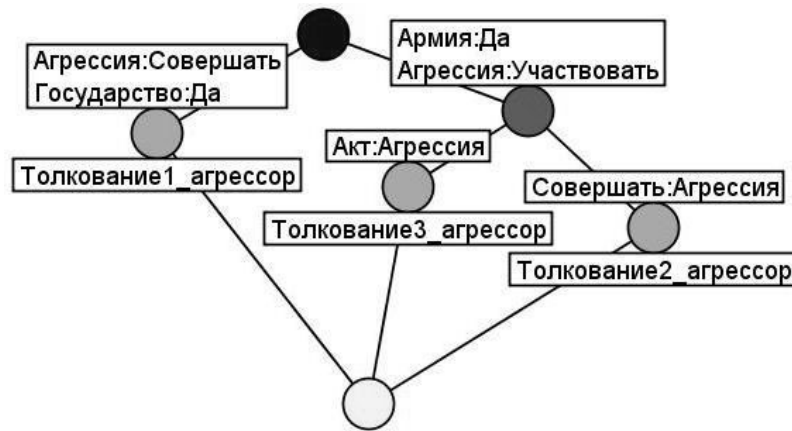 Агрессия:Совершать
Государство:Да
Армия:Да
Агрессия:Участвовать
Акт:Агрессия
Толкование1_агрессор
Совершать:Агрессия
Толкование3_агрессор
Толкование2_агрессор